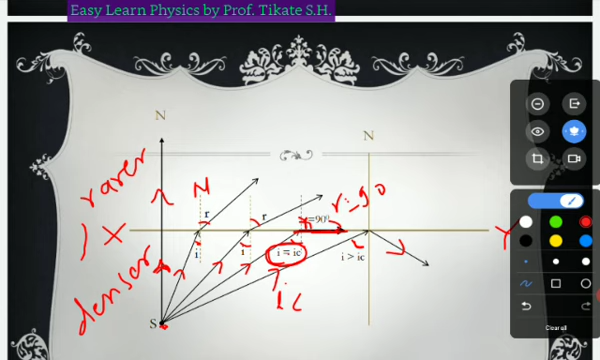 Easy Learn Physics by Prof. Tikate S.H.
N
N
rarer
N
r
r
=90°
r=90
X
Y
i
i
i = ic
i > ic
denser
ic
S
Clear all